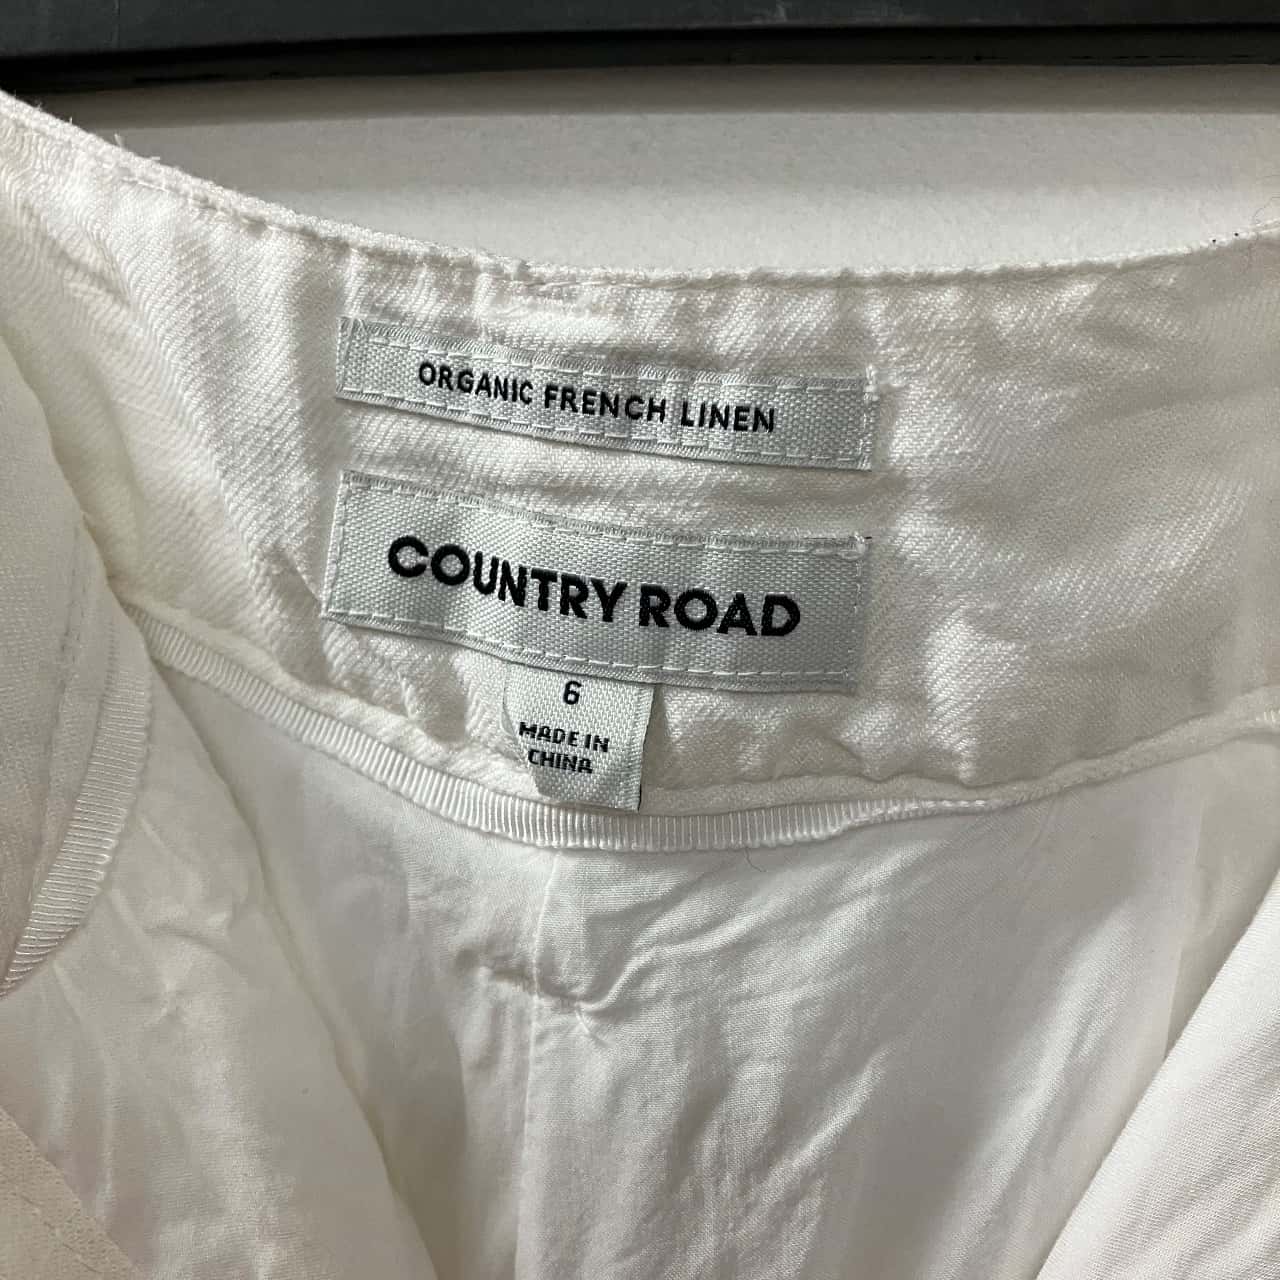 ORGANIC FRENCH LINEN
COUNTRY ROAD
6
MADE IN
CHINA